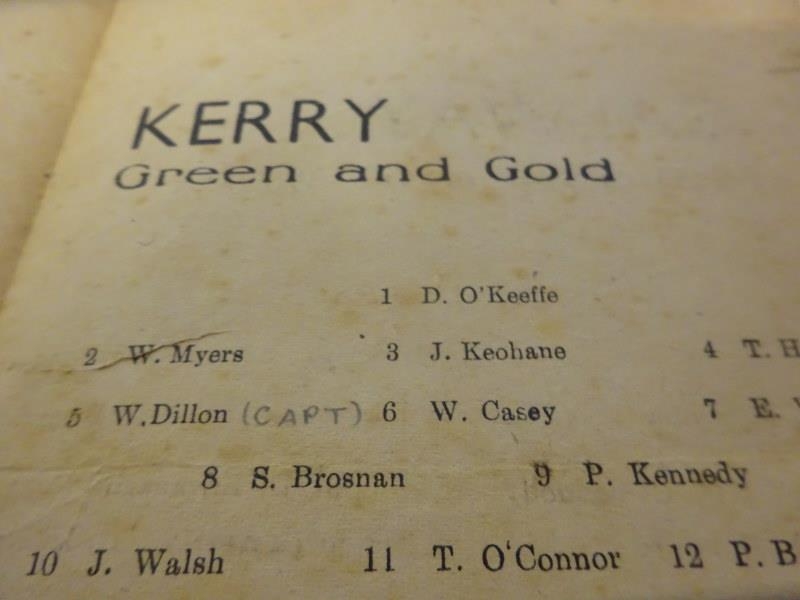 KERRY
Green and Gold
1 D. O'Keeffe
2 W. Myers 3 J. Keohane 4 T. H
5 W. Dillon (CAPT) 6 W. Casey 7 E.
8 S. Brosnan 9 P. Kennedy
10 J. Walsh 11 T. O'Connor 12 P. B